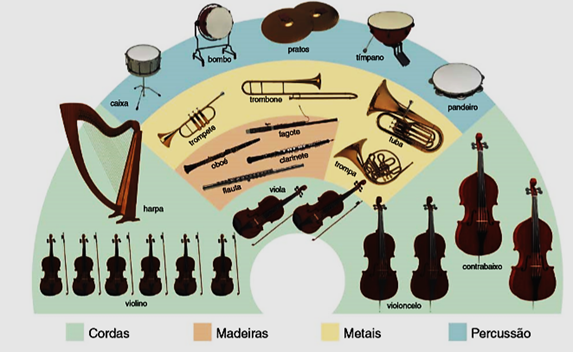 bombo
pratos
tímpano
caixa
pandeiro
trombone
trompete
fagote
tuba
oboé
clarinete
trompa
flauta
viola
harpa
contrabaixo
violino
violoncelo
Cordas
Madeiras
Metais
Percussão